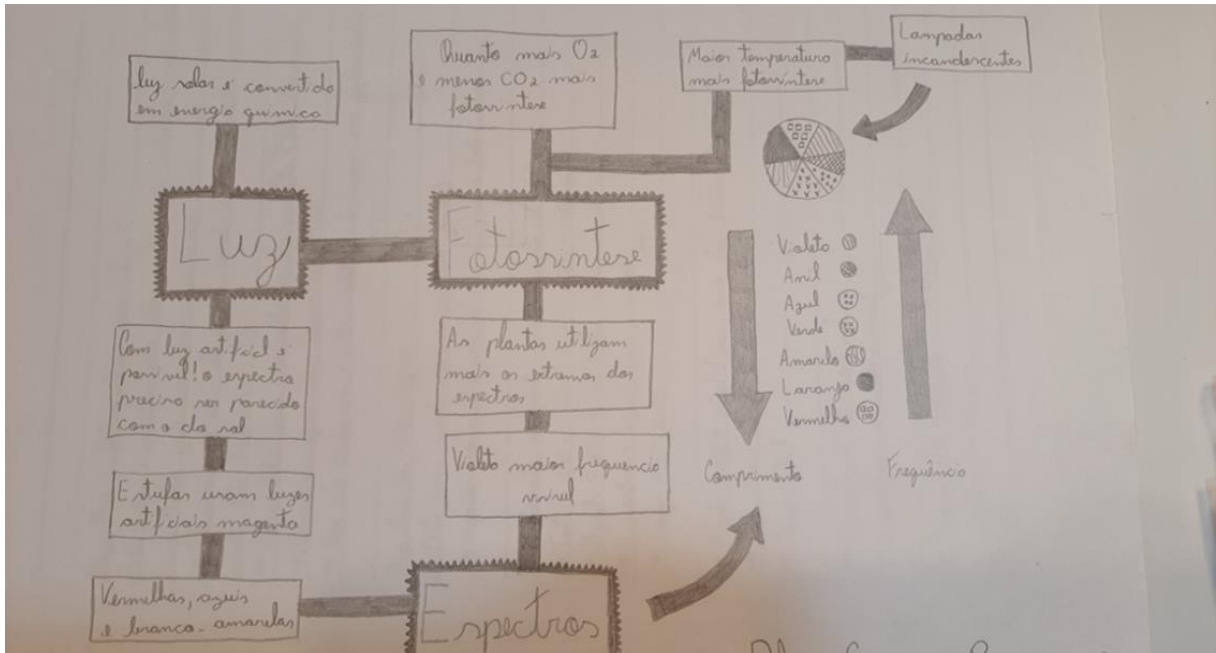 luz solar é convertida
em energia química
Quanto mais O2
e menos CO2 mais
fotossíntese
Maior temperatura
mais fotossíntese
Lampadas
incandescentes
Luz
Fotossíntese
Com luz artificial é
possível! o espectro
precisa ser parecido
com o do sol
As plantas utilizam
mais os extremos dos
espectros
Estufas usam luzes
artificiais magenta
Violeta maior frequencia
visível
Vermelhas, azuis
e branco-amarelas
Espectros
Violeta
Anil
Azul
Verde
Amarelo
Laranja
Vermelho
Comprimento
Frequência